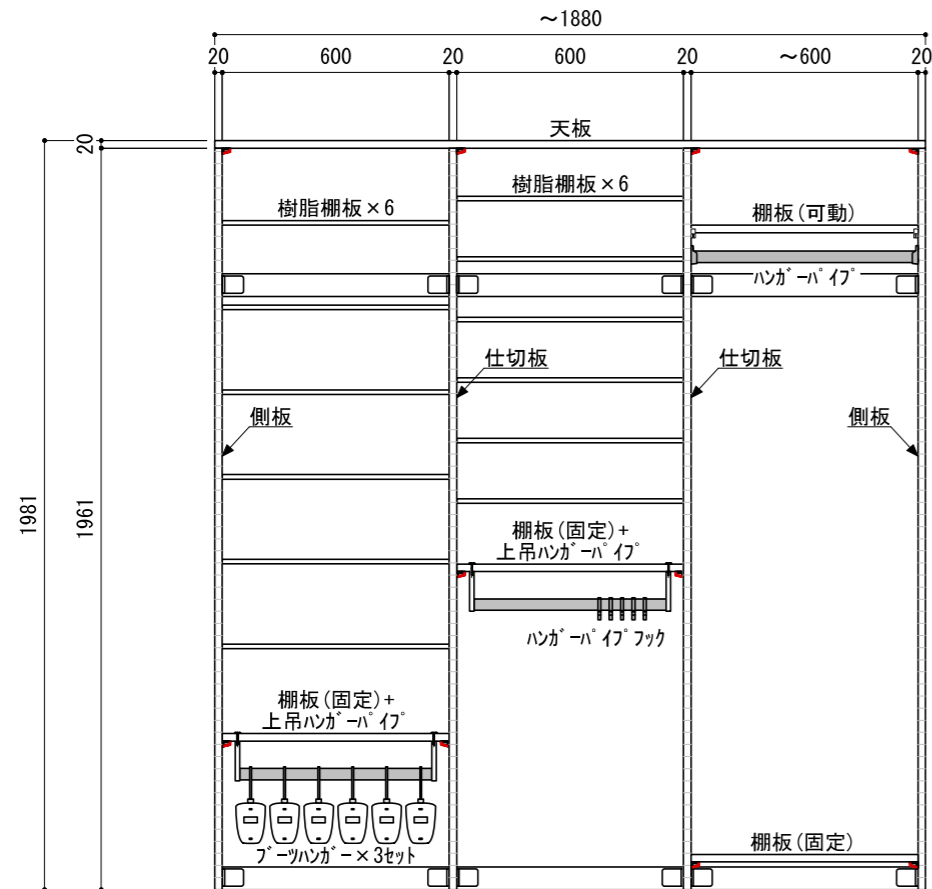 ～1880
20 600 20 600 20 ～600 20
天板
20
樹脂棚板×6
樹脂棚板×6
棚板(可動)
ﾊﾝｶﾞｰﾊﾟｲﾌﾟ
仕切板
仕切板
側板
側板
1981
1961
棚板(固定)+
上吊ﾊﾝｶﾞｰﾊﾟｲﾌﾟ
ﾊﾝｶﾞｰﾊﾟｲﾌﾟﾌｯｸ
棚板(固定)+
上吊ﾊﾝｶﾞｰﾊﾟｲﾌﾟ
ﾌﾞｰﾂﾊﾝｶﾞｰ×3ｾｯﾄ
棚板(固定)